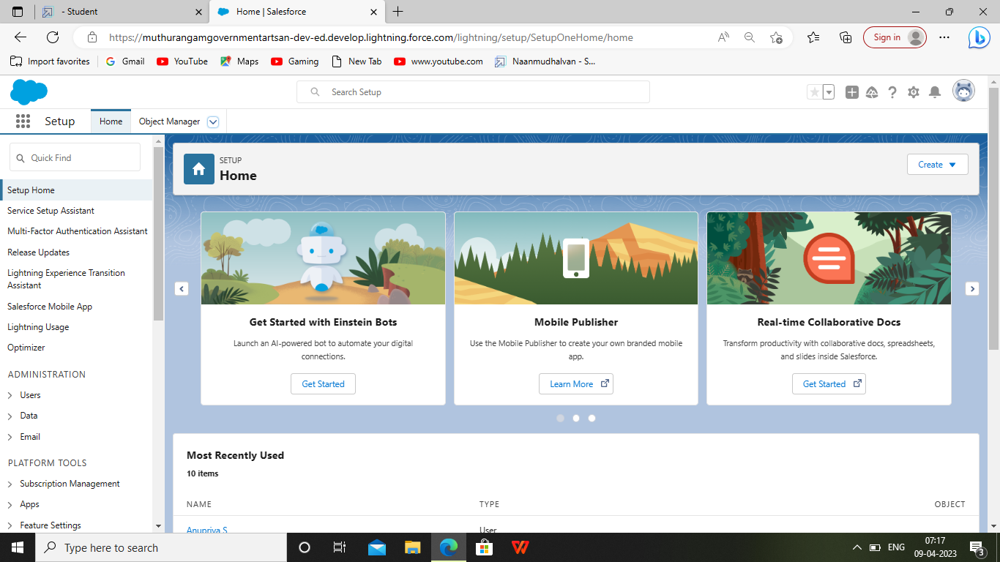 - Student
Home | Salesforce
https://muthurangamgovernmentartsan-dev-ed.develop.lightning.force.com/lightning/setup/SetupOneHome/home
Sign in
Import favorites
Gmail
YouTube
Maps
Gaming
New Tab
www.youtube.com
Naanmudhalvan - S...
Search Setup
Setup
Home
Object Manager
Quick Find
Setup Home
Service Setup Assistant
Multi-Factor Authentication Assistant
Release Updates
Lightning Experience Transition
Assistant
Salesforce Mobile App
Lightning Usage
Optimizer
ADMINISTRATION
Users
Data
Email
PLATFORM TOOLS
Subscription Management
Apps
Feature Settings
SETUP
Home
Create
Get Started with Einstein Bots
Launch an AI-powered bot to automate your digital
connections.
Get Started
Mobile Publisher
Use the Mobile Publisher to create your own branded mobile
app.
Learn More
Real-time Collaborative Docs
Transform productivity with collaborative docs, spreadsheets,
and slides inside Salesforce.
Get Started
Most Recently Used
10 items
NAME TYPE OBJECT
Anupriya S User
Type here to search
ENG
07:17
09-04-2023
3